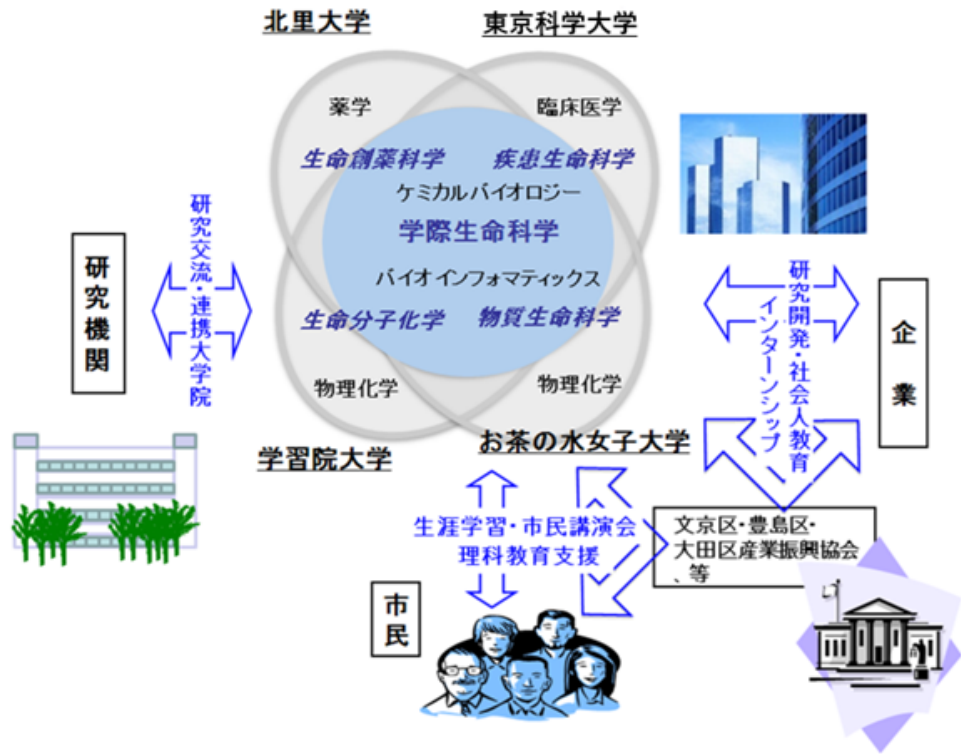 北里大学
東京科学大学
薬学
臨床医学
生命創薬科学
疾患生命科学
ケミカルバイオロジー
学際生命科学
バイオインフォマティックス
生命分子化学
物質生命科学
物理化学
物理化学
学習院大学
お茶の水女子大学
研究機関
研究交流・連携大学院
研究開発・社会人教育
インターンシップ
企業
生涯学習・市民講演会
理科教育支援
文京区・豊島区・
大田区産業振興協会
、等
市民